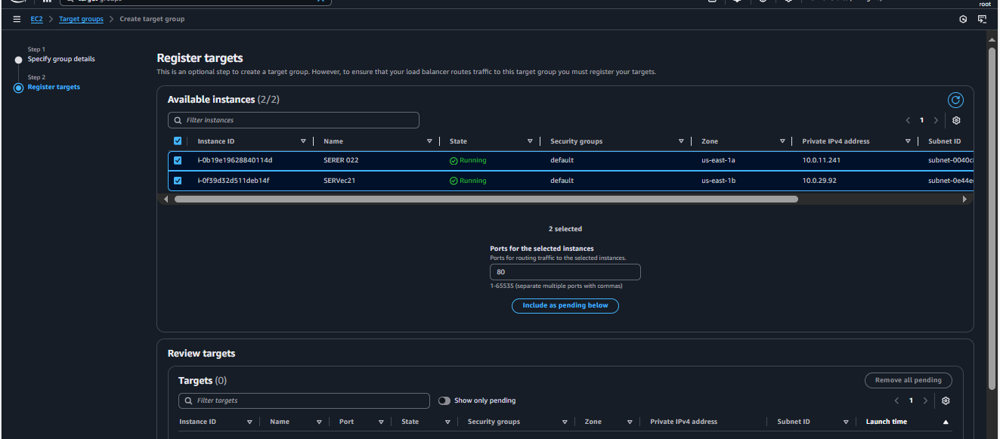 root
EC2 > Target groups > Create target group
Step 1
Specify group details
Step 2
Register targets
Register targets
This is an optional step to create a target group. However, to ensure that your load balancer routes traffic to this target group you must register your targets.
Available instances (2/2)
Filter instances
1
Instance ID Name State Security groups Zone Private IPv4 address Subnet ID
i-0b19e19628840114d SERER 022 Running default us-east-1a 10.0.11.241 subnet-0040c
i-0f39d32d511deb14f SERVec21 Running default us-east-1b 10.0.29.92 subnet-0e44e
2 selected
Ports for the selected instances
Ports for routing traffic to the selected instances.
80
1-65535 (separate multiple ports with commas)
Include as pending below
Review targets
Targets (0)
Remove all pending
Filter targets
Show only pending
1
Instance ID Name Port State Security groups Zone Private IPv4 address Subnet ID Launch time